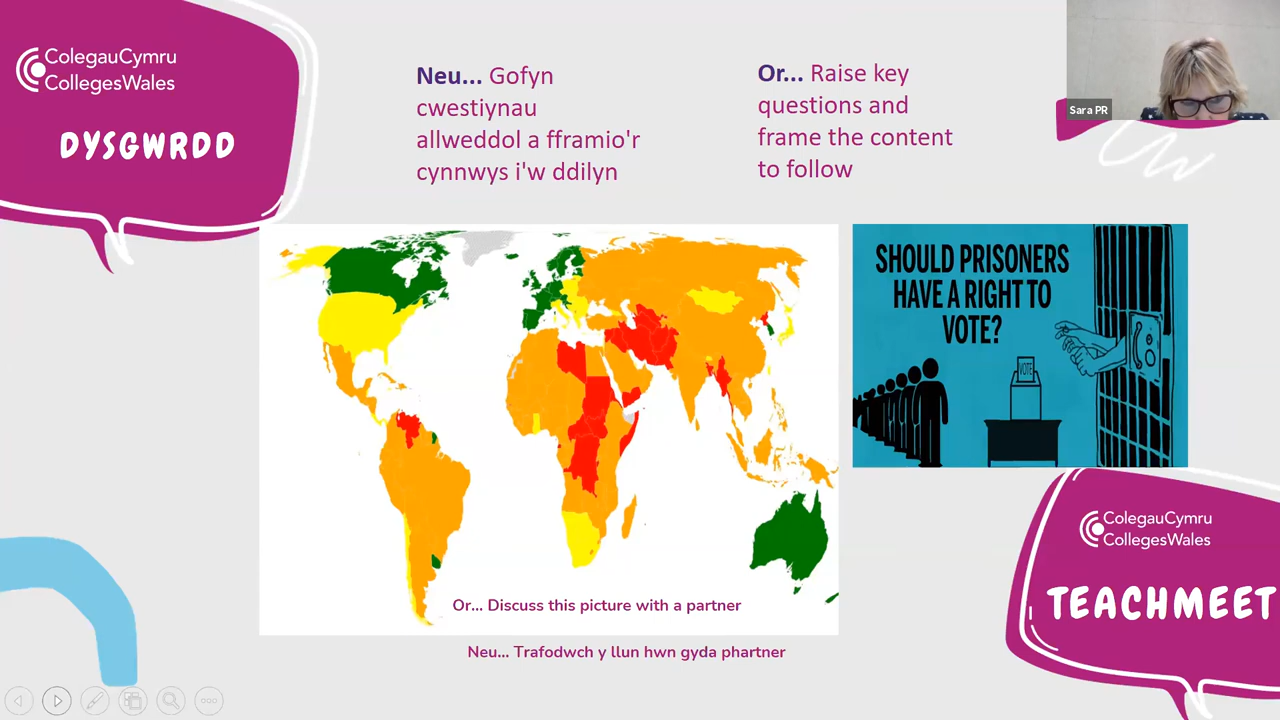 ColegauCymru
CollegesWales
DYSGWRDD
Neu... Gofyn
cwestiynau
allweddol a fframio'r
cynnwys i'w ddilyn
Or... Raise key
questions and
frame the content
to follow
Sara PR
SHOULD PRISONERS
HAVE A RIGHT TO
VOTE?
VOTE
Or... Discuss this picture with a partner
Neu... Trafodwch y llun hwn gyda phartner
ColegauCymru
CollegesWales
TEACHMEET